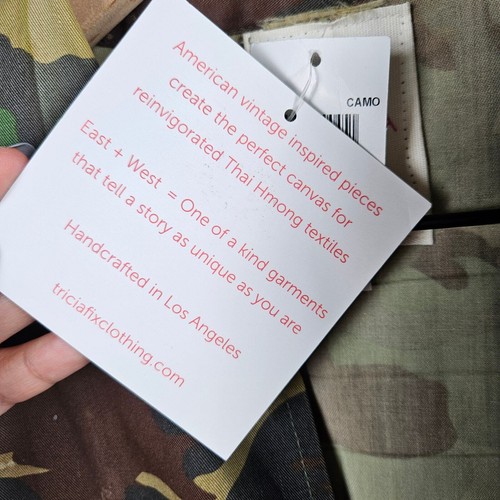 American vintage inspired pieces
create the perfect canvas for
reinvigorated Thai Hmong textiles
East + West = One of a kind garments
that tell a story as unique as you are
Handcrafted in Los Angeles
triciafixclothing.com
CAMO